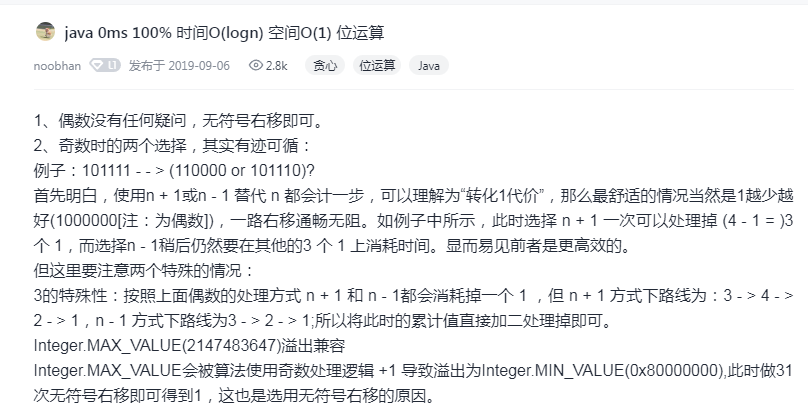 java 0ms 100% 时间O(logn) 空间O(1) 位运算
noobhan L1 发布于 2019-09-06 2.8k 贪心 位运算 Java
1、偶数没有任何疑问，无符号右移即可。
2、奇数时的两个选择，其实有迹可循：
例子：101111 - - > (110000 or 101110)?
首先明白，使用n + 1或n - 1 替代 n 都会计一步，可以理解为“转化1代价”，那么最舒适的情况当然是1越少越
好(1000000[注：为偶数])，一路右移通畅无阻。如例子中所示，此时选择 n + 1 一次可以处理掉 (4 - 1 = )3
个 1，而选择n - 1稍后仍然要在其他的3 个 1 上消耗时间。显而易见前者是更高效的。
但这里要注意两个特殊的情况：
3的特殊性：按照上面偶数的处理方式 n + 1 和 n - 1都会消耗掉一个 1 ，但 n + 1 方式下路线为：3 - > 4 - >
2 - > 1，n - 1 方式下路线为3 - > 2 - > 1;所以将此时的累计值直接加二处理掉即可。
Integer.MAX_VALUE(2147483647)溢出兼容
Integer.MAX_VALUE会被算法使用奇数处理逻辑 +1 导致溢出为Integer.MIN_VALUE(0x80000000),此时做31
次无符号右移即可得到1，这也是选用无符号右移的原因。